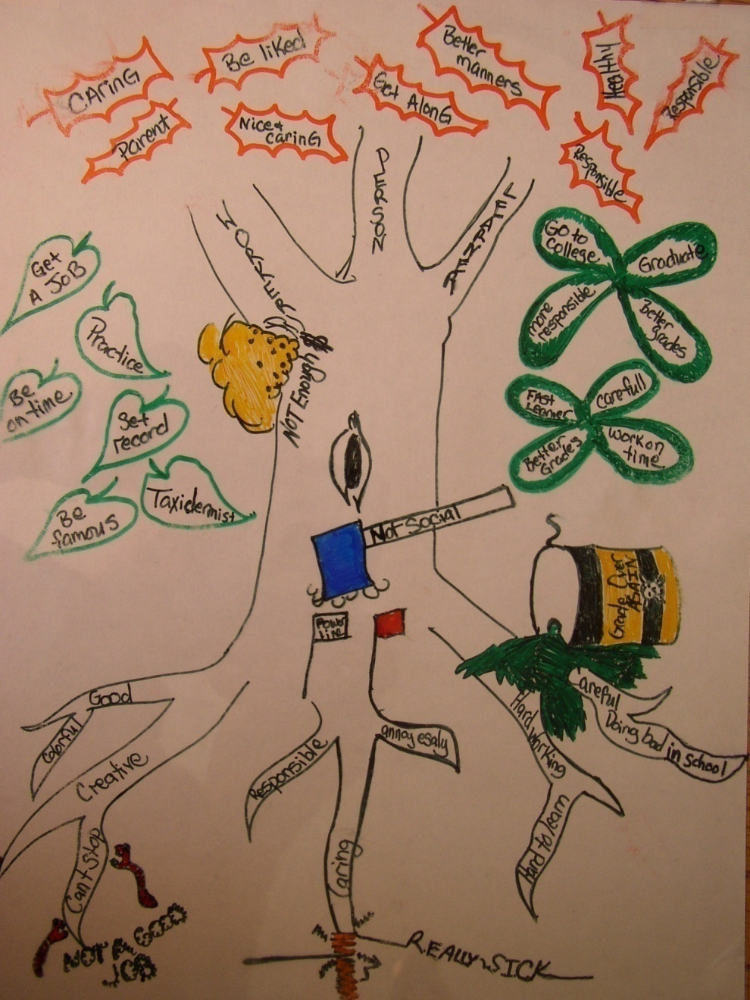 CAring
Be liked
Better
manners
Healthy
Responsible
Parent
Nice +
caring
Get Along
Responsible
PERSON
WORKER
LEARNER
Get
A JOB
Practice
Be
on time
Set
record
Be
famous
Taxidermist
GO to
college
Graduate
more
responsible
Better
grades
FAST
Learner
carefull
Better
Grades
Work on
time
NOT Enough $
Not Social
Power
Line
Grade Over
AGAIN
Good
Colorful
Creative
Can't Stop
NOT A GOOD
JOB
Responsible
annoy esaly
Caring
REALLY SICK
Hard working
Hard to learn
Careful
Doing bad in school